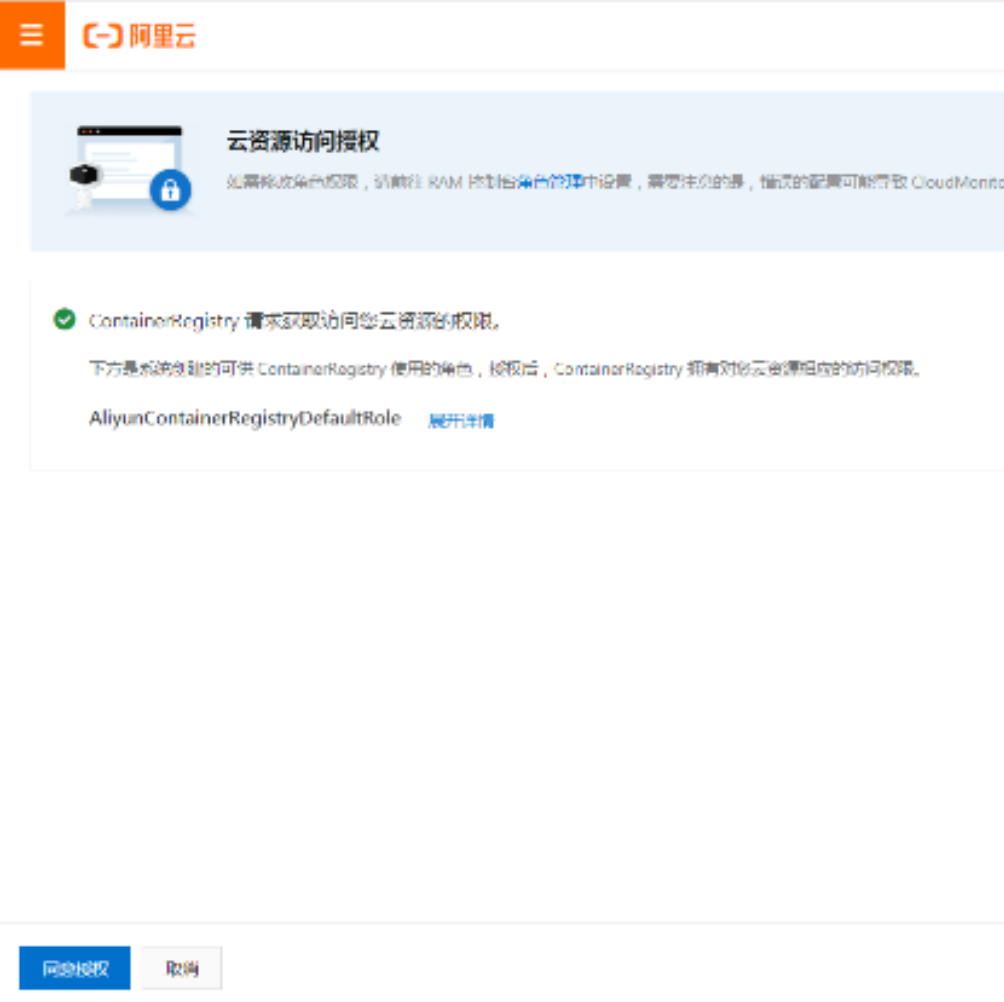 阿里云
云资源访问授权
如需修改角色权限，请前往 RAM 控制台角色管理中设置，需要注意的是，错误的配置可能导致 CloudMonito
ContainerRegistry 请求获取访问您云资源的权限。
下方是系统创建的可供 ContainerRegistry 使用的角色，授权后，ContainerRegistry 拥有对您云资源相应的访问权限。
AliyunContainerRegistryDefaultRole 展开详情
同意授权 取消